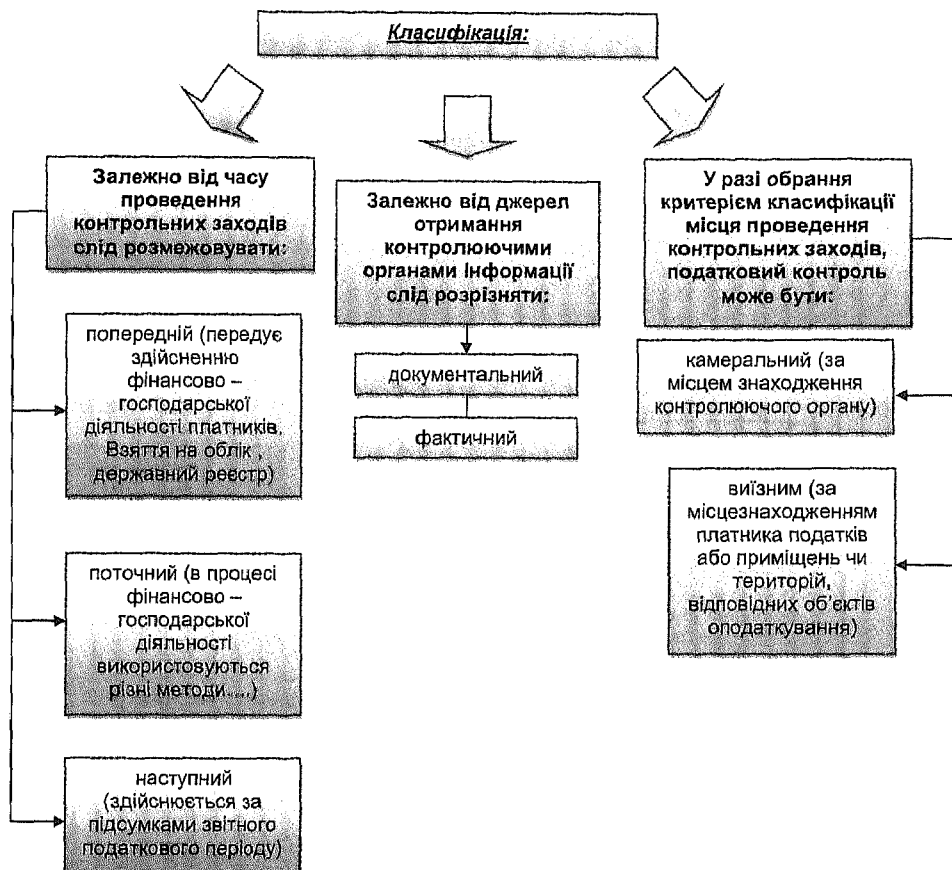 Класифікація:
Залежно від часу
проведення
контрольних заходів
слід розмежовувати:
попередній (передує
здійсненню
фінансово –
господарської
діяльності платників.
Взяття на облік ,
державний реєстр)
поточний (в процесі
фінансово –
господарської
діяльності
використовуються
різні методи....)
наступний
(здійснюється за
підсумками звітного
податкового періоду)
Залежно від джерел
отримання
контролюючими
органами інформації
слід розрізняти:
документальний
фактичний
У разі обрання
критерієм класифікації
місця проведення
контрольних заходів,
податковий контроль
може бути:
камеральний (за
місцем знаходження
контролюючого органу)
виїзним (за
місцезнаходженням
платника податків
або приміщень чи
територій,
відповідних об'єктів
оподаткування)